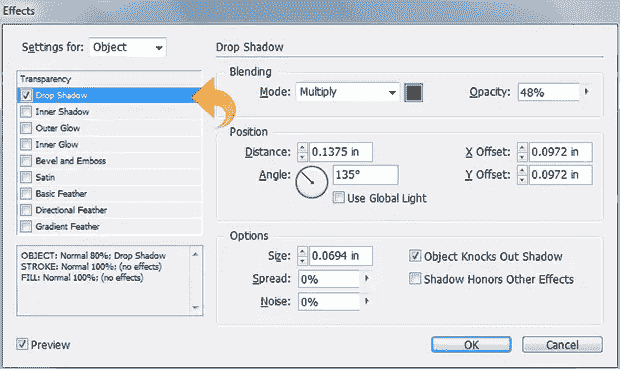 Effects
Settings for: Object
Transparency
Drop Shadow
Inner Shadow
Outer Glow
Inner Glow
Bevel and Emboss
Satin
Basic Feather
Directional Feather
Gradient Feather
OBJECT: Normal 80%; Drop Shadow
STROKE: Normal 100%; (no effects)
FILL: Normal 100%; (no effects)
Preview
Drop Shadow
Blending
Mode: Multiply Opacity: 48%
Position
Distance: 0.1375 in X Offset: 0.0972 in
Angle: 135° Y Offset: 0.0972 in
Use Global Light
Options
Size: 0.0694 in Object Knocks Out Shadow
Spread: 0% Shadow Honors Other Effects
Noise: 0%
OK Cancel